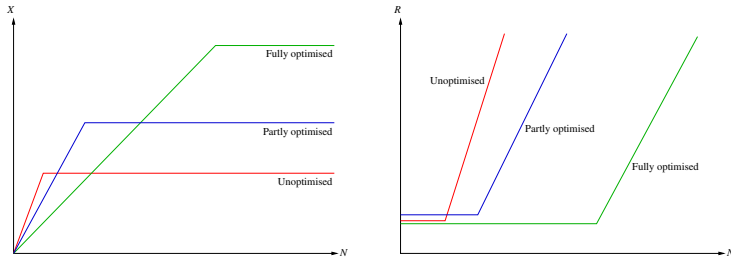 X
Fully optimised
Partly optimised
Unoptimised
N
R
Unoptimised
Partly optimised
Fully optimised
N